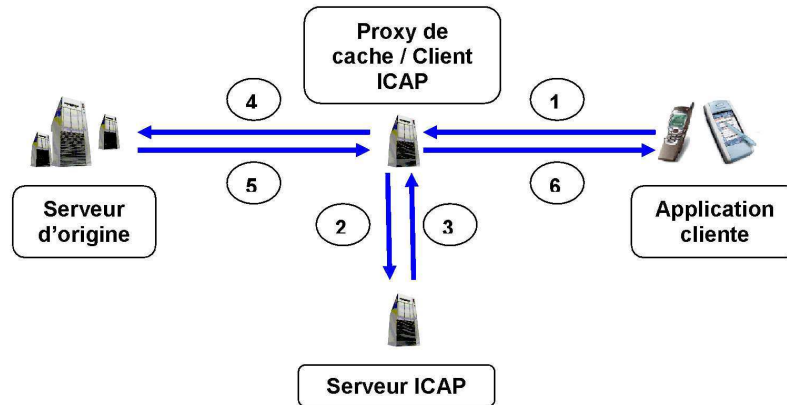 Proxy de
cache / Client
ICAP
4
1
5
6
Serveur
d'origine
2
3
Application
cliente
Serveur ICAP